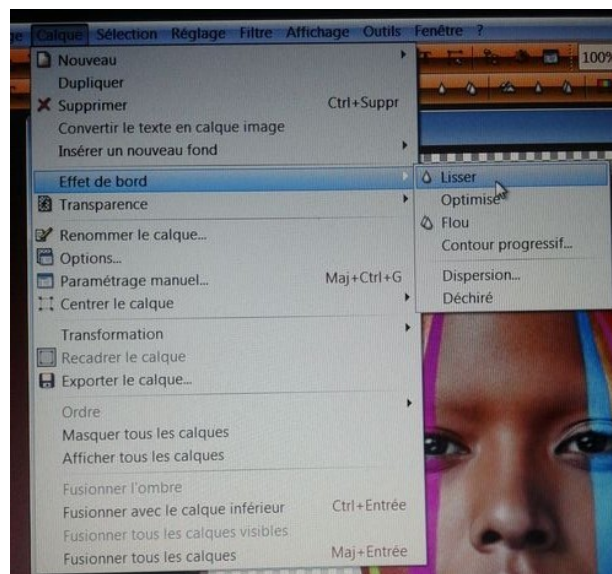 Calque Sélection Réglage Filtre Affichage Outils Fenêtre ?
100%
Nouveau
Dupliquer
Supprimer Ctrl+Suppr
Convertir le texte en calque image
Insérer un nouveau fond
Effet de bord
Transparence
Renommer le calque...
Options...
Paramétrage manuel... Maj+Ctrl+G
Centrer le calque
Transformation
Recadrer le calque
Exporter le calque...
Ordre
Masquer tous les calques
Afficher tous les calques
Fusionner l'ombre
Fusionner avec le calque inférieur Ctrl+Entrée
Fusionner tous les calques visibles
Fusionner tous les calques Maj+Entrée
Lisser
Optimisé
Flou
Contour progressif...
Dispersion...
Déchiré